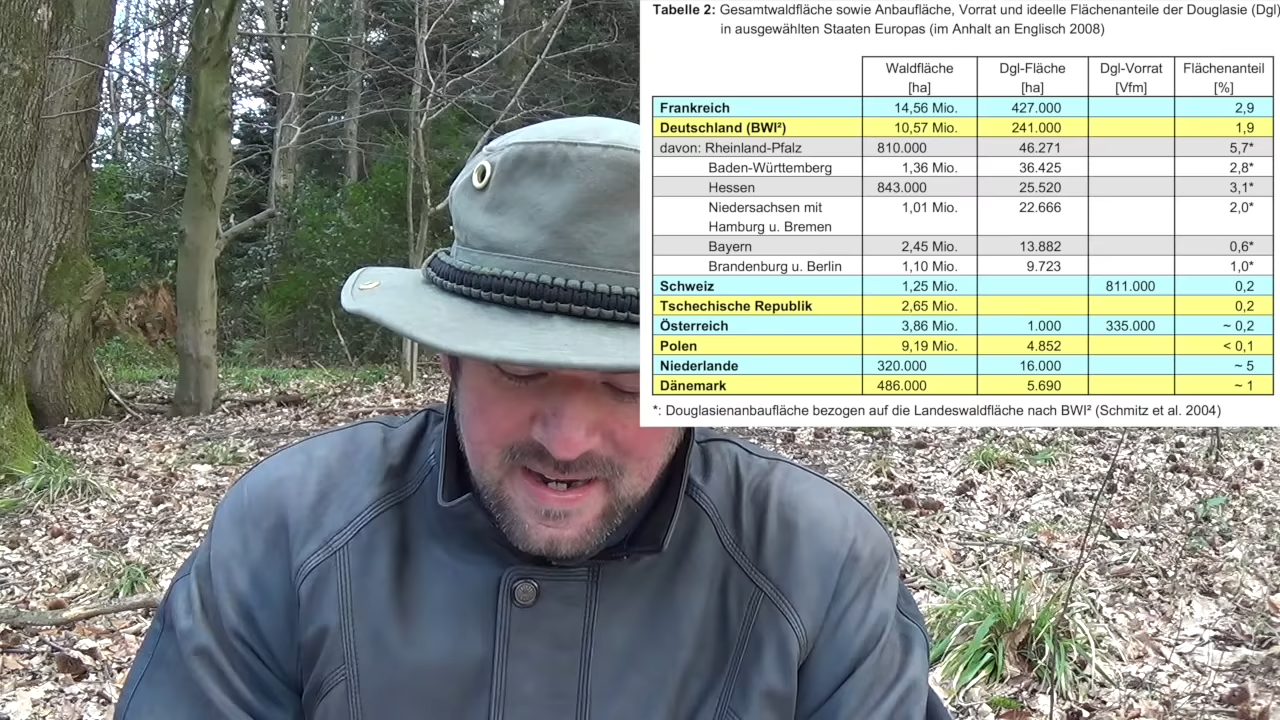 Tabelle 2: Gesamtwaldfläche sowie Anbaufläche, Vorrat und ideelle Flächenanteile der Douglasie (Dgl)
in ausgewählten Staaten Europas (im Anhalt an Englisch 2008)
Waldfläche Dgl-Fläche Dgl-Vorrat Flächenanteil
[ha] [ha] [Vfm] [%]
Frankreich 14,56 Mio. 427.000 2,9
Deutschland (BWI²) 10,57 Mio. 241.000 1,9
davon: Rheinland-Pfalz 810.000 46.271 5,7*
Baden-Württemberg 1,36 Mio. 36.425 2,8*
Hessen 843.000 25.520 3,1*
Niedersachsen mit 1,01 Mio. 22.666 2,0*
Hamburg u. Bremen
Bayern 2,45 Mio. 13.882 0,6*
Brandenburg u. Berlin 1,10 Mio. 9.723 1,0*
Schweiz 1,25 Mio. 811.000 0,2
Tschechische Republik 2,65 Mio. 0,2
Österreich 3,86 Mio. 1.000 335.000 ~ 0,2
Polen 9,19 Mio. 4.852 < 0,1
Niederlande 320.000 16.000 ~ 5
Dänemark 486.000 5.690 ~ 1
*: Douglasienanbaufläche bezogen auf die Landeswaldfläche nach BWI² (Schmitz et al. 2004)